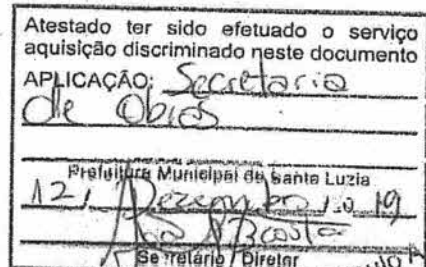 Atestado ter sido efetuado o serviço
aquisição discriminado neste documento
APLICAÇÃO: Secretaria
de Obras
Prefeitura Municipal de Santa Luzia
12, Dezembro, 19
Costa
Secretário / Diretor